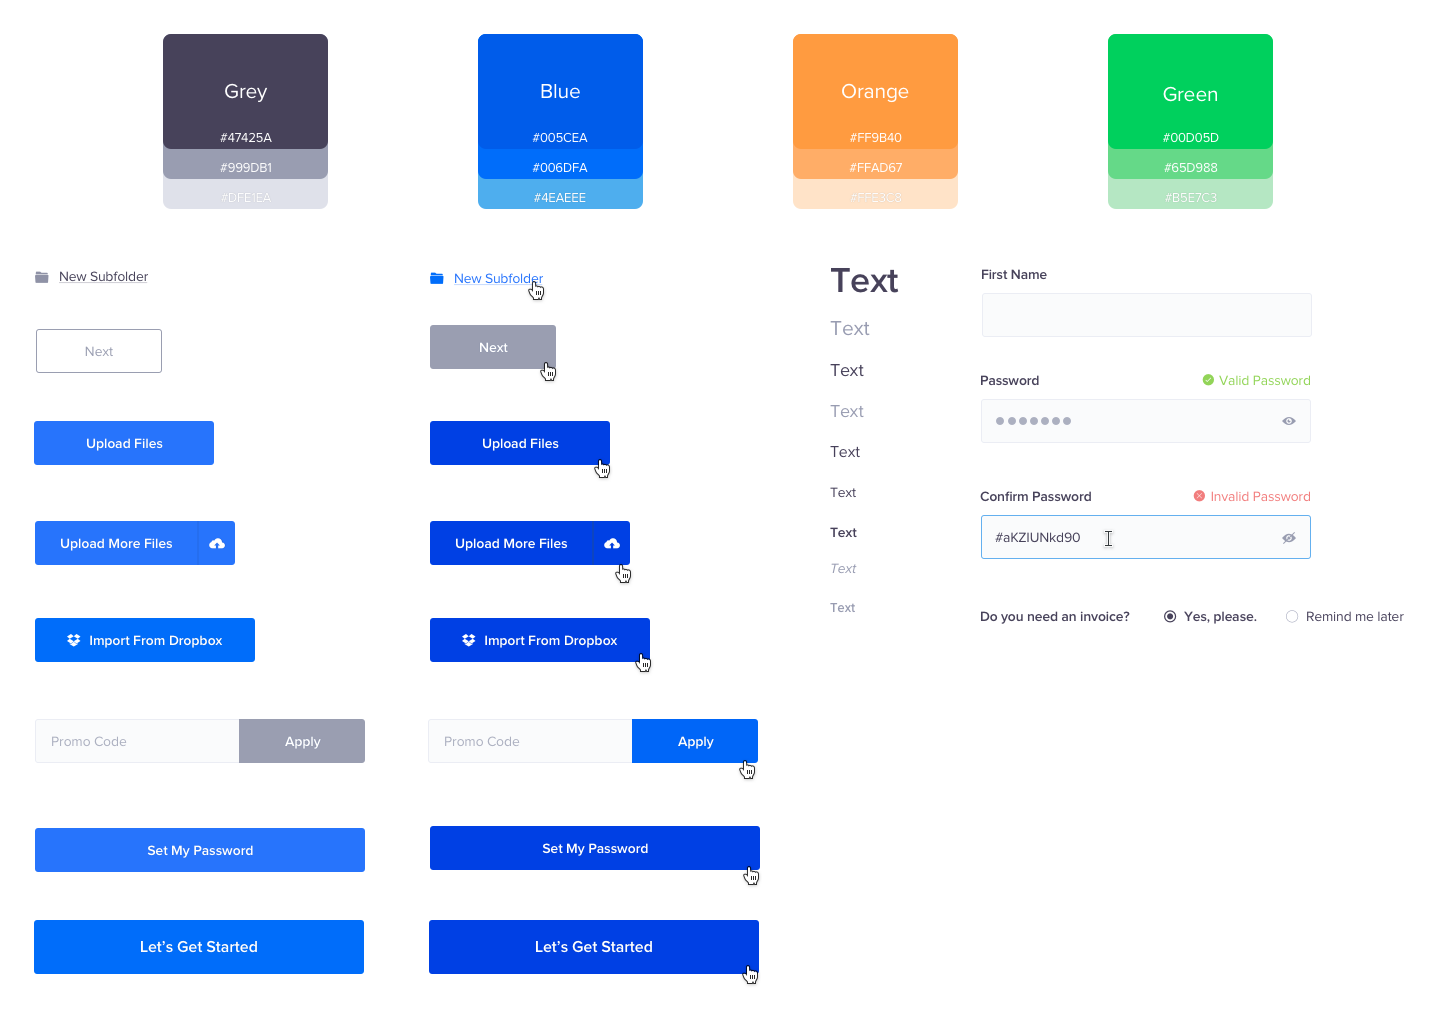 Grey
#47425A
#999DB1
#DFE1EA
Blue
#005CEA
#006DFA
#4EAEEE
Orange
#FF9B40
#FFAD67
#FFE3C8
Green
#00D05D
#65D988
#B5E7C3
New Subfolder
New Subfolder
Next
Next
Upload Files
Upload Files
Upload More Files
Upload More Files
Import From Dropbox
Import From Dropbox
Promo Code
Apply
Promo Code
Apply
Set My Password
Set My Password
Let's Get Started
Let's Get Started
Text
Text
Text
Text
Text
Text
Text
Text
Text
First Name
Password
Valid Password
Confirm Password
Invalid Password
#aKZIUNkd90
Do you need an invoice?
Yes, please.
Remind me later